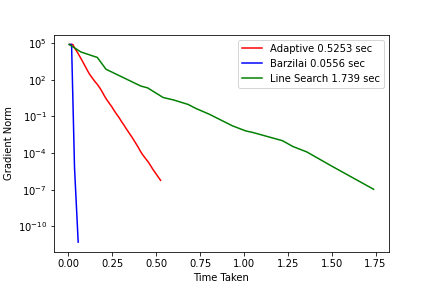 Adaptive 0.5253 sec
Barzilai 0.0556 sec
Line Search 1.739 sec
Gradient Norm
10^5
10^2
10^-1
10^-4
10^-7
10^-10
0.00 0.25 0.50 0.75 1.00 1.25 1.50 1.75
Time Taken